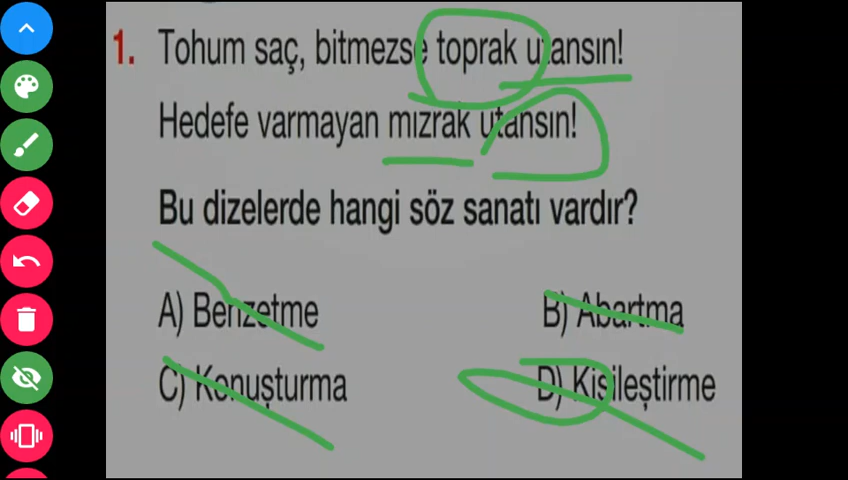 1. Tohum saç, bitmezse toprak utansın!
Hedefe varmayan mızrak utansın!
Bu dizelerde hangi söz sanatı vardır?
A) Benzetme B) Abartma
C) Konuşturma D) Kişileştirme